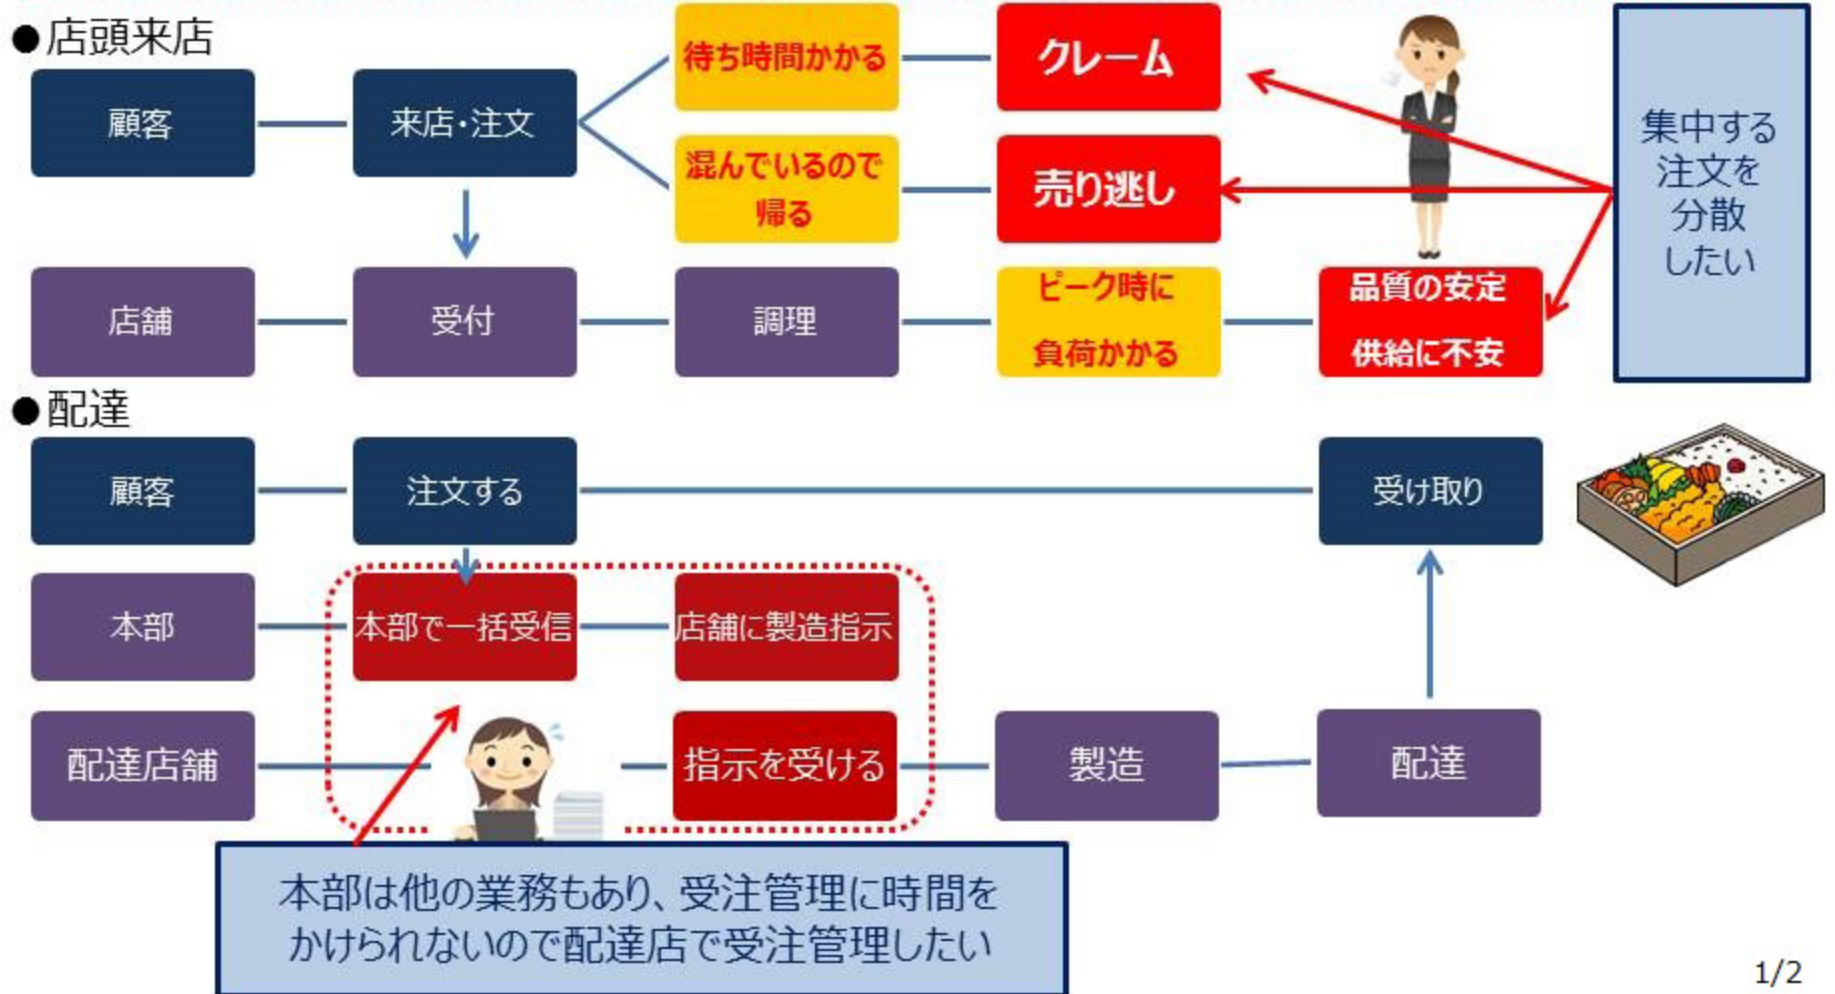 ●店頭来店
顧客
来店・注文
待ち時間かかる
クレーム
混んでいるので
帰る
売り逃し
集中する
注文を
分散
したい
店舗
受付
調理
ピーク時に
負荷かかる
品質の安定
供給に不安
●配達
顧客
注文する
受け取り
本部
本部で一括受信
店舗に製造指示
配達店舗
指示を受ける
製造
配達
本部は他の業務もあり、受注管理に時間を
かけられないので配達店で受注管理したい
1/2